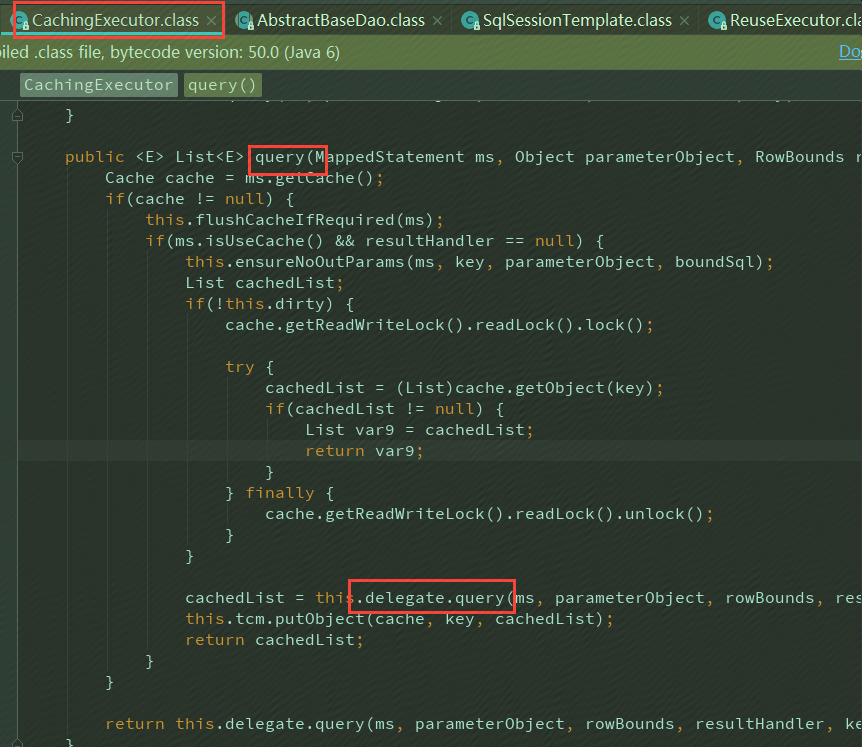 CachingExecutor.class × AbstractBaseDao.class × SqlSessionTemplate.class × ReuseExecutor.cla
iled .class file, bytecode version: 50.0 (Java 6) Do
CachingExecutor query()
}
public <E> List<E> query(MappedStatement ms, Object parameterObject, RowBounds r
Cache cache = ms.getCache();
if(cache != null) {
this.flushCacheIfRequired(ms);
if(ms.isUseCache() && resultHandler == null) {
this.ensureNoOutParams(ms, key, parameterObject, boundSql);
List cachedList;
if(!this.dirty) {
cache.getReadWriteLock().readLock().lock();
try {
cachedList = (List)cache.getObject(key);
if(cachedList != null) {
List var9 = cachedList;
return var9;
}
} finally {
cache.getReadWriteLock().readLock().unlock();
}
}
cachedList = this.delegate.query(ms, parameterObject, rowBounds, res
this.tcm.putObject(cache, key, cachedList);
return cachedList;
}
}
return this.delegate.query(ms, parameterObject, rowBounds, resultHandler, ke
}